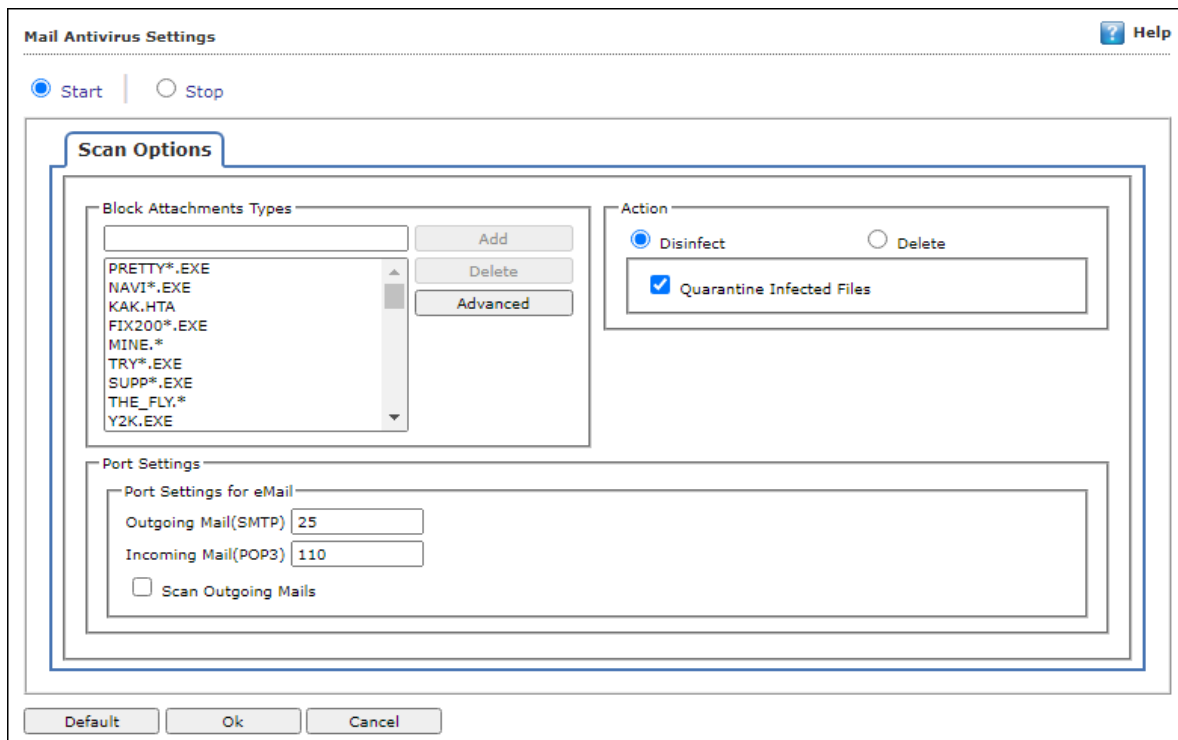 Mail Antivirus Settings
? Help
Start
Stop
Scan Options
Block Attachments Types
Add
PRETTY*.EXE
NAVI*.EXE
KAK.HTA
FIX200*.EXE
MINE.*
TRY*.EXE
SUPP*.EXE
THE_FLY.*
Y2K.EXE
Delete
Advanced
Action
Disinfect
Delete
Quarantine Infected Files
Port Settings
Port Settings for eMail
Outgoing Mail(SMTP) 25
Incoming Mail(POP3) 110
Scan Outgoing Mails
Default
Ok
Cancel